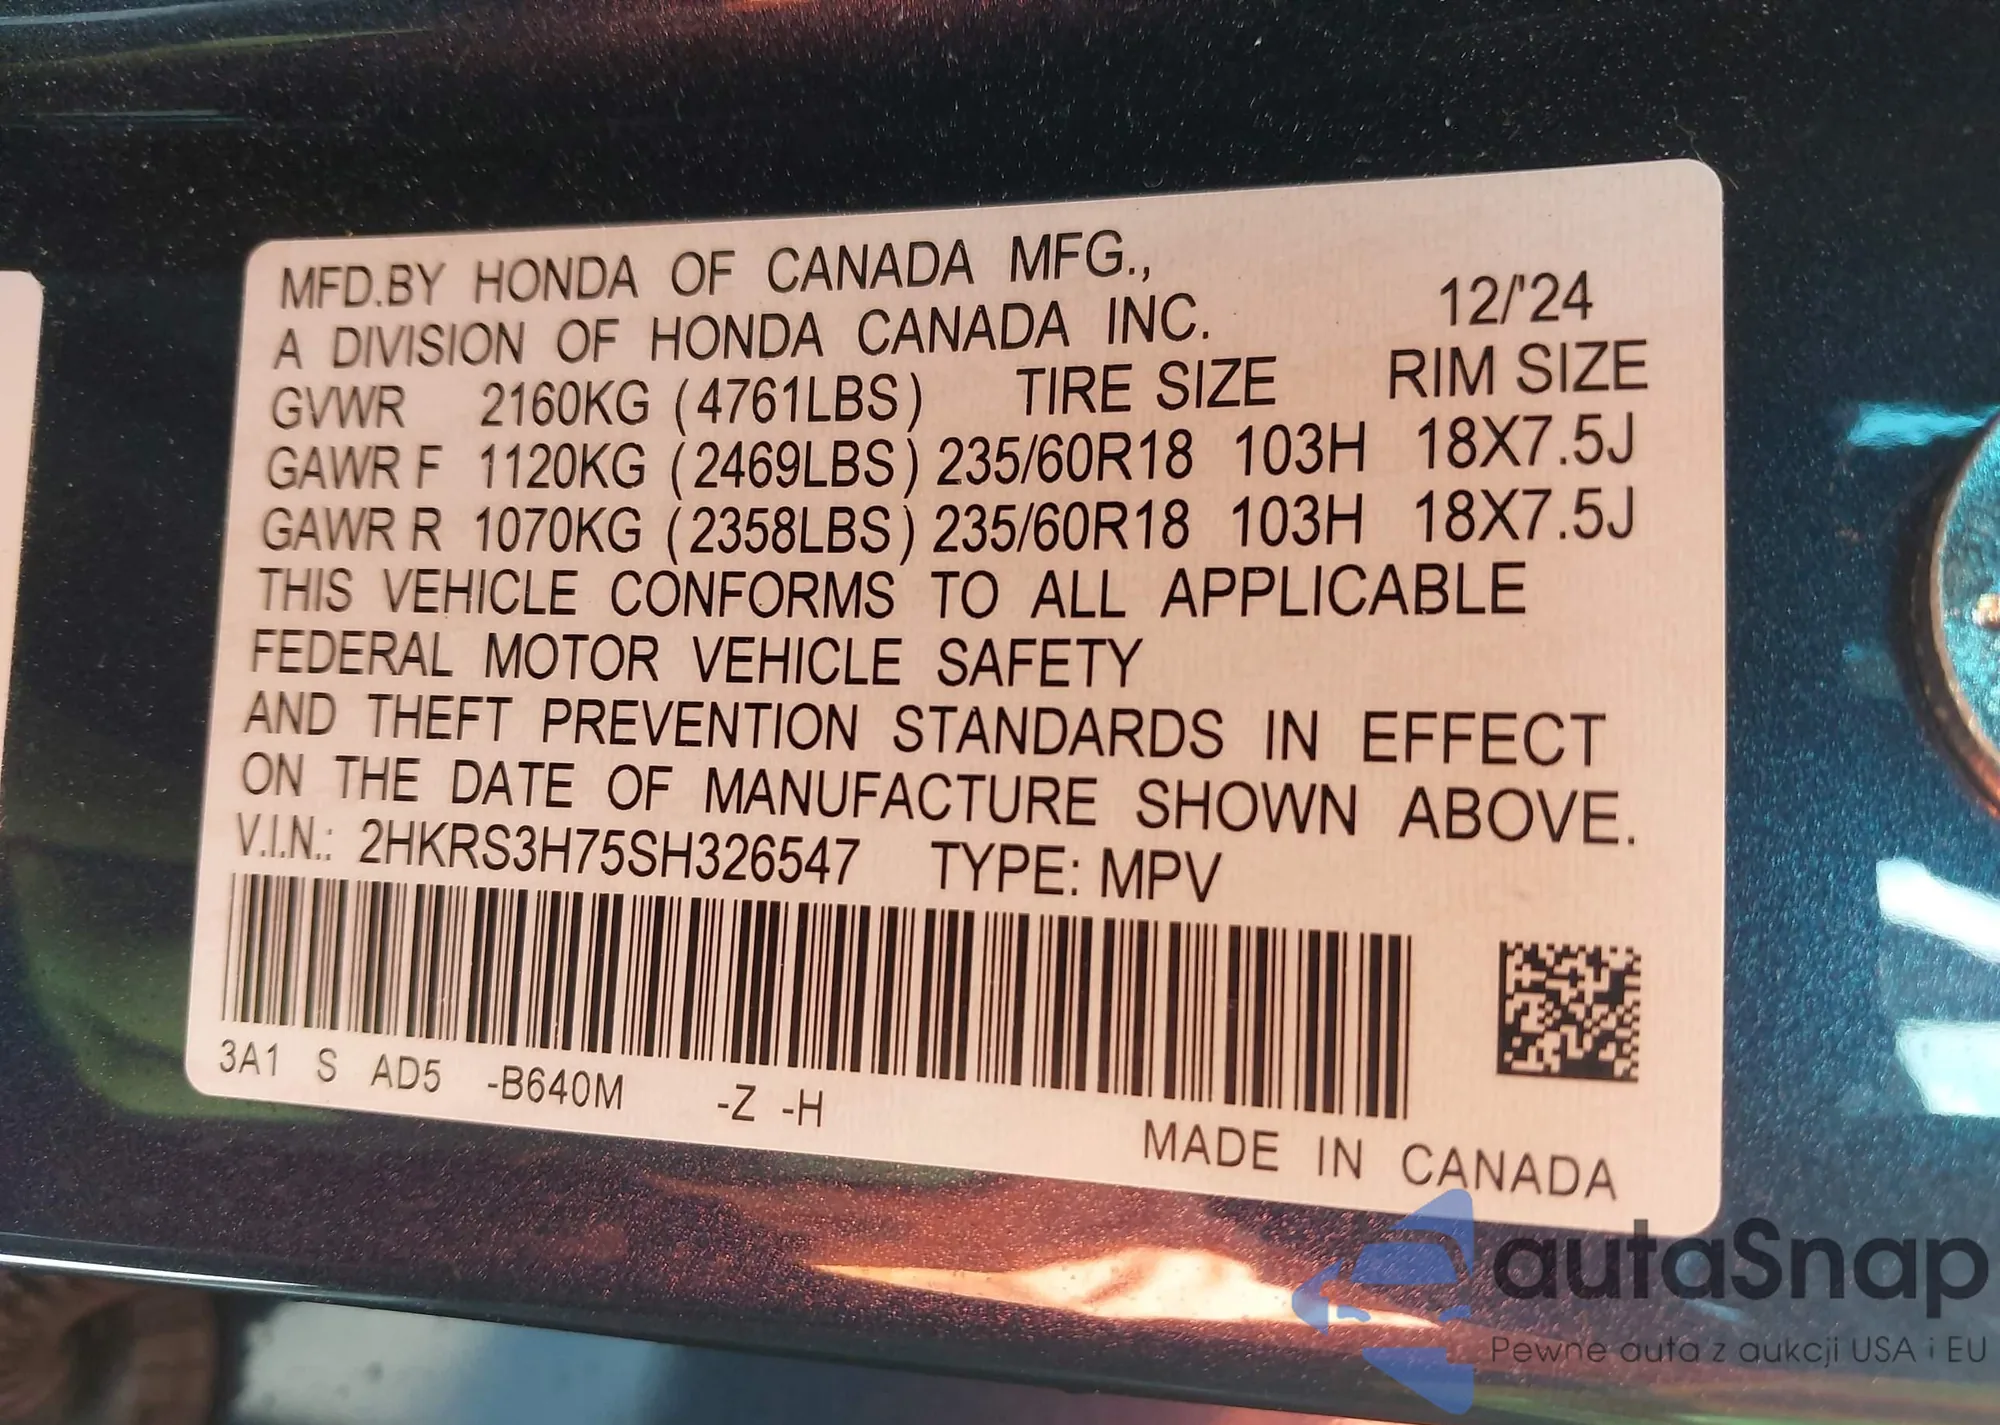 MFD.BY HONDA OF CANADA MFG.,
A DIVISION OF HONDA CANADA INC. 12/'24
GVWR 2160KG (4761LBS) TIRE SIZE RIM SIZE
GAWR F 1120KG (2469LBS) 235/60R18 103H 18X7.5J
GAWR R 1070KG (2358LBS) 235/60R18 103H 18X7.5J
THIS VEHICLE CONFORMS TO ALL APPLICABLE
FEDERAL MOTOR VEHICLE SAFETY
AND THEFT PREVENTION STANDARDS IN EFFECT
ON THE DATE OF MANUFACTURE SHOWN ABOVE.
V.I.N.: 2HKRS3H75SH326547 TYPE: MPV
3A1 S AD5 -B640M -Z -H
MADE IN CANADA
autaSnap
Pewne auta z aukcji USA i EU